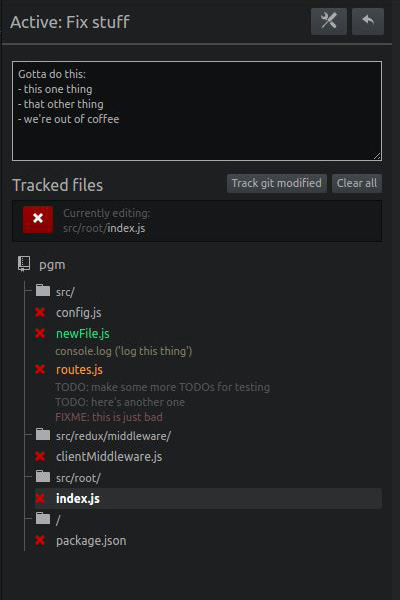 Active: Fix stuff
Gotta do this:
- this one thing
- that other thing
- we're out of coffee
Tracked files
Track git modified
Clear all
Currently editing:
src/root/index.js
pgm
src/
config.js
newFile.js
console.log ('log this thing')
routes.js
TODO: make some more TODOs for testing
TODO: here's another one
FIXME: this is just bad
src/redux/middleware/
clientMiddleware.js
src/root/
index.js
/
package.json